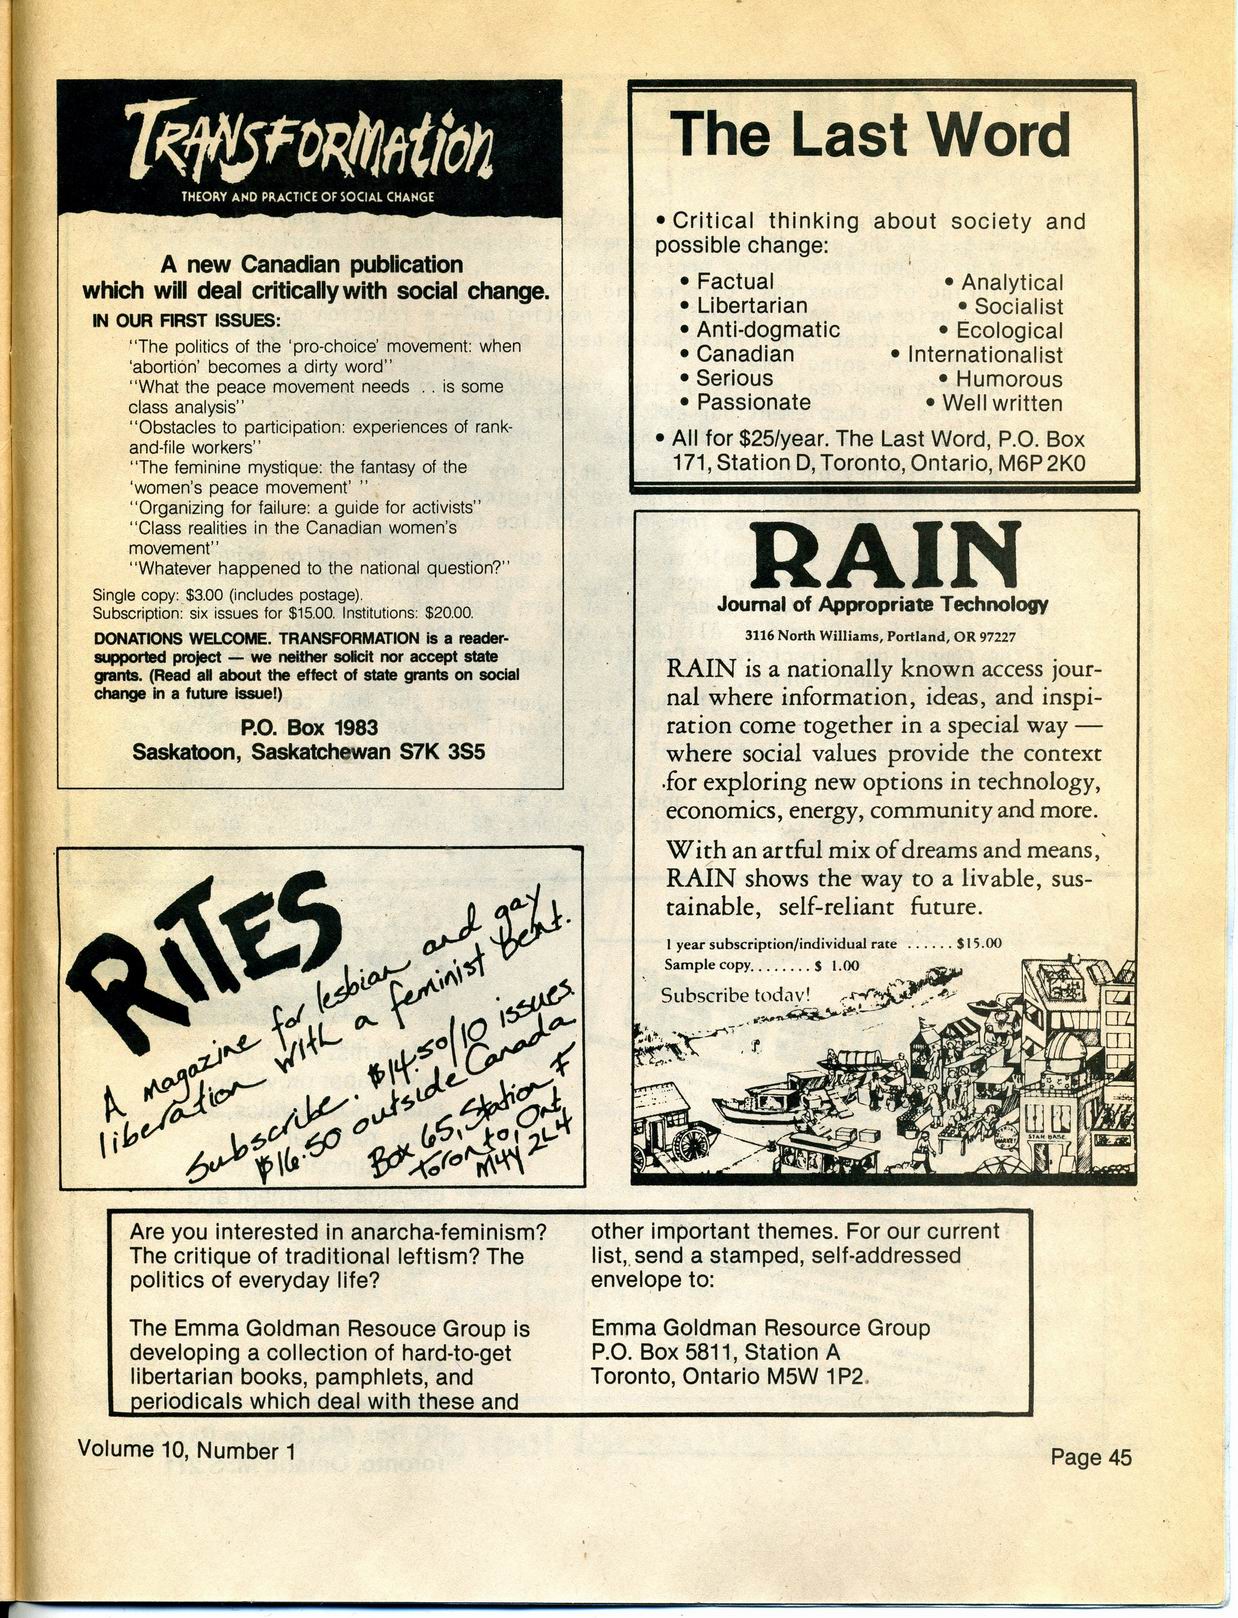 TRANSFORMATION
THEORY AND PRACTICE OF SOCIAL CHANGE
A new Canadian publication
which will deal critically with social change.
IN OUR FIRST ISSUES:
"The politics of the 'pro-choice' movement: when
'abortion' becomes a dirty word"
"What the peace movement needs . . is some
class analysis"
"Obstacles to participation: experiences of rank-
and-file workers"
"The feminine mystique: the fantasy of the
'women's peace movement' "
"Organizing for failure: a guide for activists"
"Class realities in the Canadian women's
movement"
"Whatever happened to the national question?"
Single copy: $3.00 (includes postage).
Subscription: six issues for $15.00. Institutions: $20.00.
DONATIONS WELCOME. TRANSFORMATION is a reader-
supported project — we neither solicit nor accept state
grants. (Read all about the effect of state grants on social
change in a future issue!)
P.O. Box 1983
Saskatoon, Saskatchewan S7K 3S5
RITES
A magazine for lesbian and gay
liberation with a feminist bent.
Subscribe. $14.50/10 issues
$16.50 outside Canada
Box 65, Station F
Toronto, Ont
M4Y 2L4
The Last Word
• Critical thinking about society and
possible change:
• Factual • Analytical
• Libertarian • Socialist
• Anti-dogmatic • Ecological
• Canadian • Internationalist
• Serious • Humorous
• Passionate • Well written
• All for $25/year. The Last Word, P.O. Box
171, Station D, Toronto, Ontario, M6P 2K0
RAIN
Journal of Appropriate Technology
3116 North Williams, Portland, OR 97227
RAIN is a nationally known access jour-
nal where information, ideas, and inspi-
ration come together in a special way —
where social values provide the context
for exploring new options in technology,
economics, energy, community and more.
With an artful mix of dreams and means,
RAIN shows the way to a livable, sus-
tainable, self-reliant future.
1 year subscription/individual rate ...... $15.00
Sample copy........ $ 1.00
Subscribe today!
STAR BASE
MARKET
Are you interested in anarcha-feminism?
The critique of traditional leftism? The
politics of everyday life?
The Emma Goldman Resouce Group is
developing a collection of hard-to-get
libertarian books, pamphlets, and
periodicals which deal with these and
other important themes. For our current
list, send a stamped, self-addressed
envelope to:
Emma Goldman Resource Group
P.O. Box 5811, Station A
Toronto, Ontario M5W 1P2.
Volume 10, Number 1
Page 45